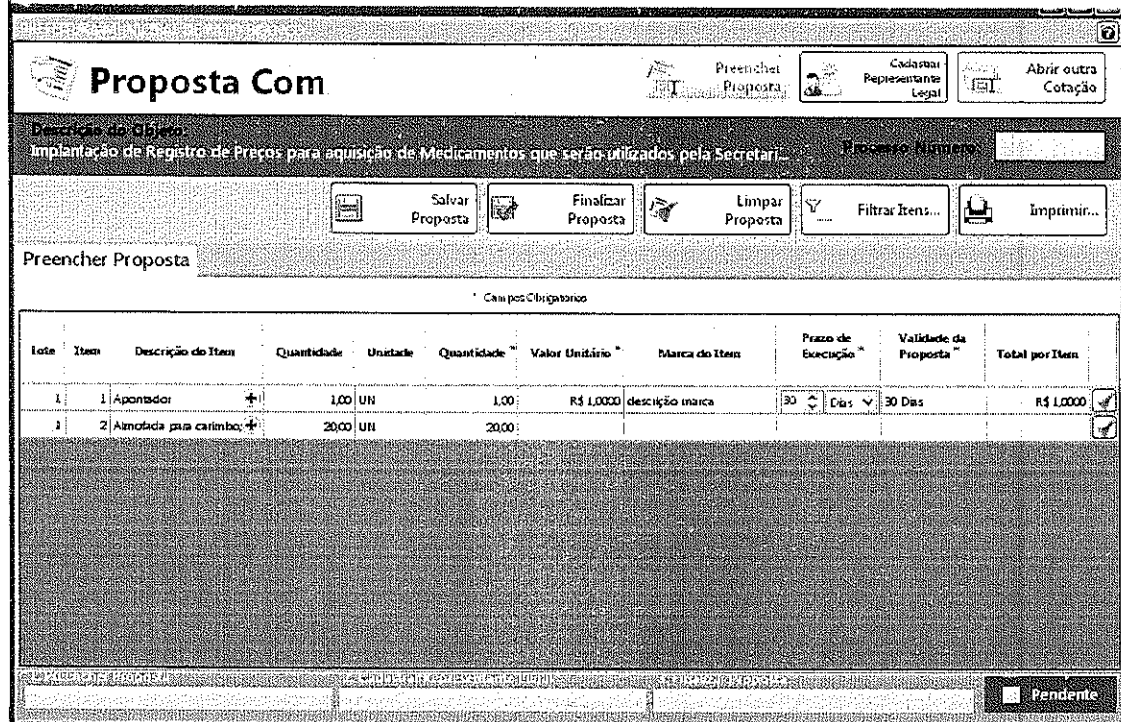 Proposta Com
Preencher Proposta
Cadastrar Representante Legal
Abrir outra Cotação
Descrição do Objeto:
Implantação de Registro de Preços para aquisição de Medicamentos que serão utilizados pela Secretari...
Processo Número:
Salvar Proposta
Finalizar Proposta
Limpar Proposta
Filtrar Itens...
Imprimir...
Preencher Proposta
* Campos Obrigatorios
Lote Item Descrição do Item Quantidade Unidade Quantidade * Valor Unitário * Marca do Item Prazo de Execução * Validade da Proposta * Total por Item
1 1 Apontador + 1,00 UN 1,00 R$ 1,0000 descrição marca 30 Dias 30 Dias R$ 1,0000
1 2 Almofada para carimbo; + 20,00 UN 20,00
Pendente